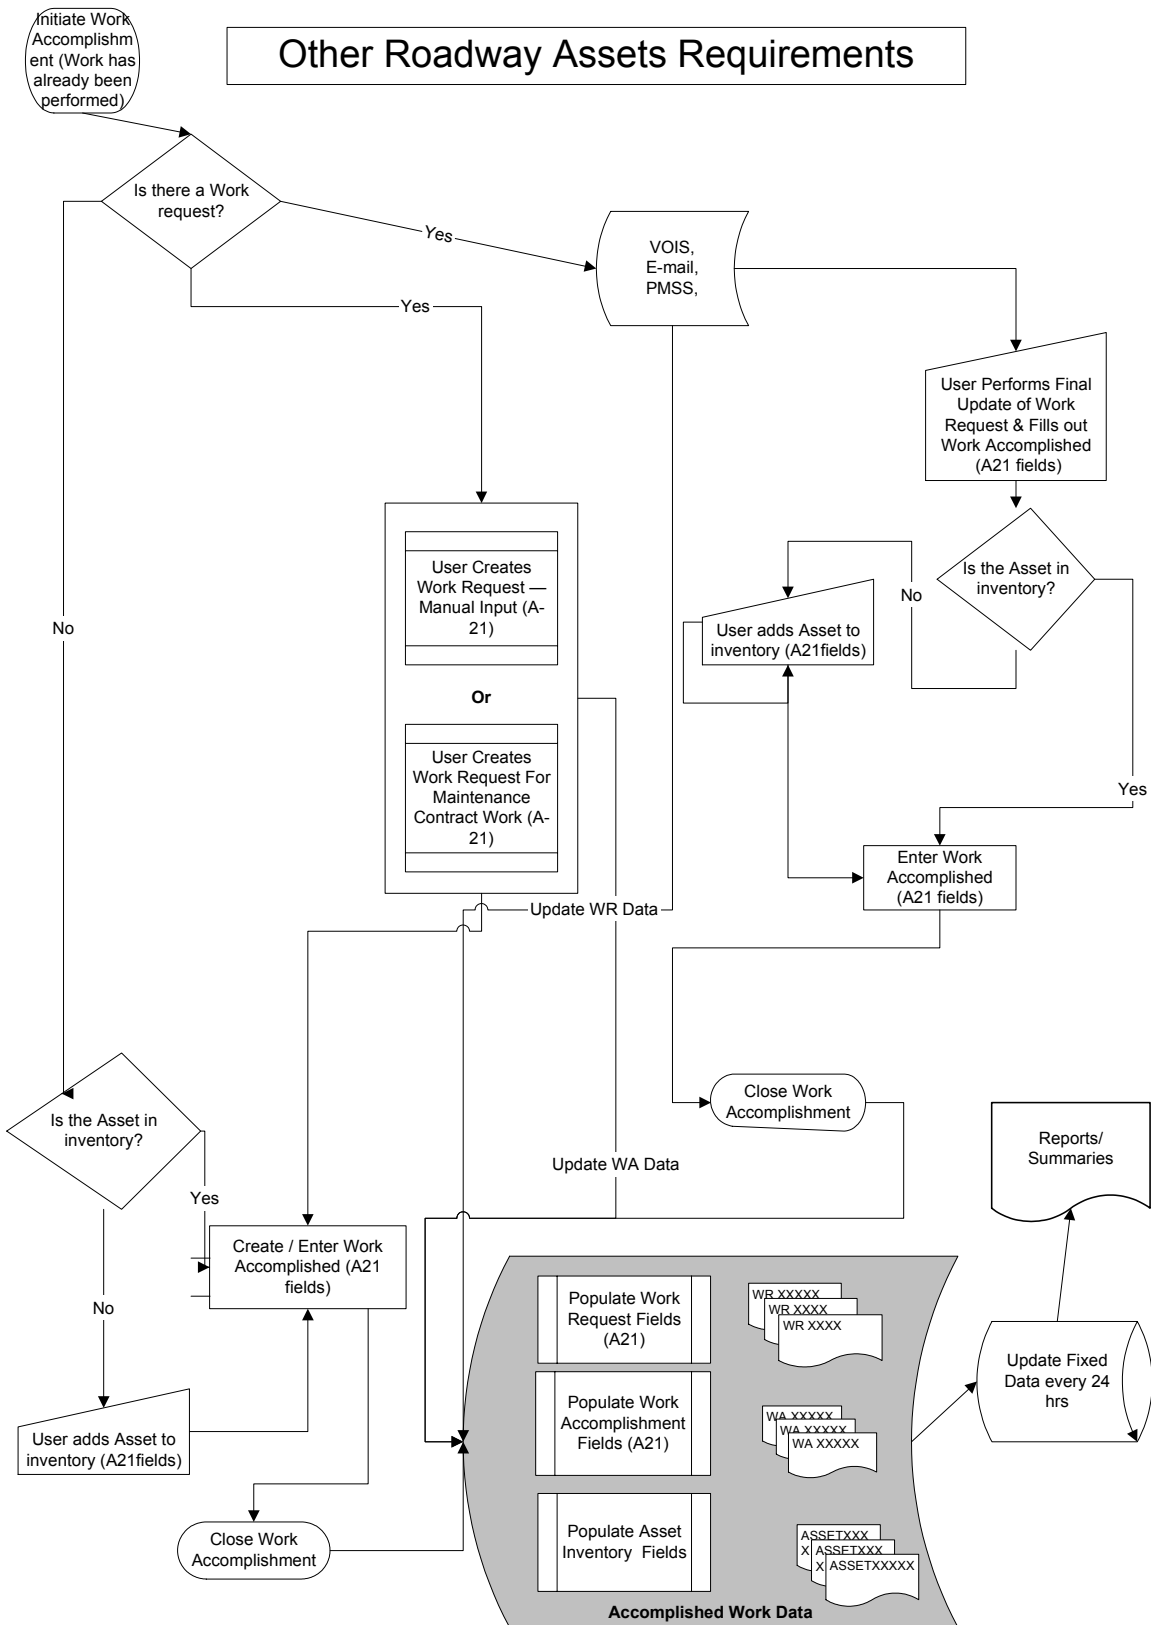 Initiate Work
Accomplishm
ent (Work has
already been
performed)
Other Roadway Assets Requirements
Is there a Work
request?
Yes
VOIS,
E-mail,
PMSS,
Yes
User Performs Final
Update of Work
Request & Fills out
Work Accomplished
(A21 fields)
Is the Asset in
inventory?
No
User adds Asset to
inventory (A21fields)
Yes
No
User Creates
Work Request —
Manual Input (A-
21)
Or
User Creates
Work Request For
Maintenance
Contract Work (A-
21)
Enter Work
Accomplished
(A21 fields)
Update WR Data
Close Work
Accomplishment
Is the Asset in
inventory?
Yes
No
Update WA Data
Reports/
Summaries
Create / Enter Work
Accomplished (A21
fields)
User adds Asset to
inventory (A21fields)
Close Work
Accomplishment
Populate Work
Request Fields
(A21)
WR XXXXX
WR XXXX
WR XXXX
Populate Work
Accomplishment
Fields (A21)
WA XXXXX
WA XXXXX
WA XXXXX
Populate Asset
Inventory Fields
ASSETXXX
X
ASSETXXX
X
ASSETXXXXX
Accomplished Work Data
Update Fixed
Data every 24
hrs